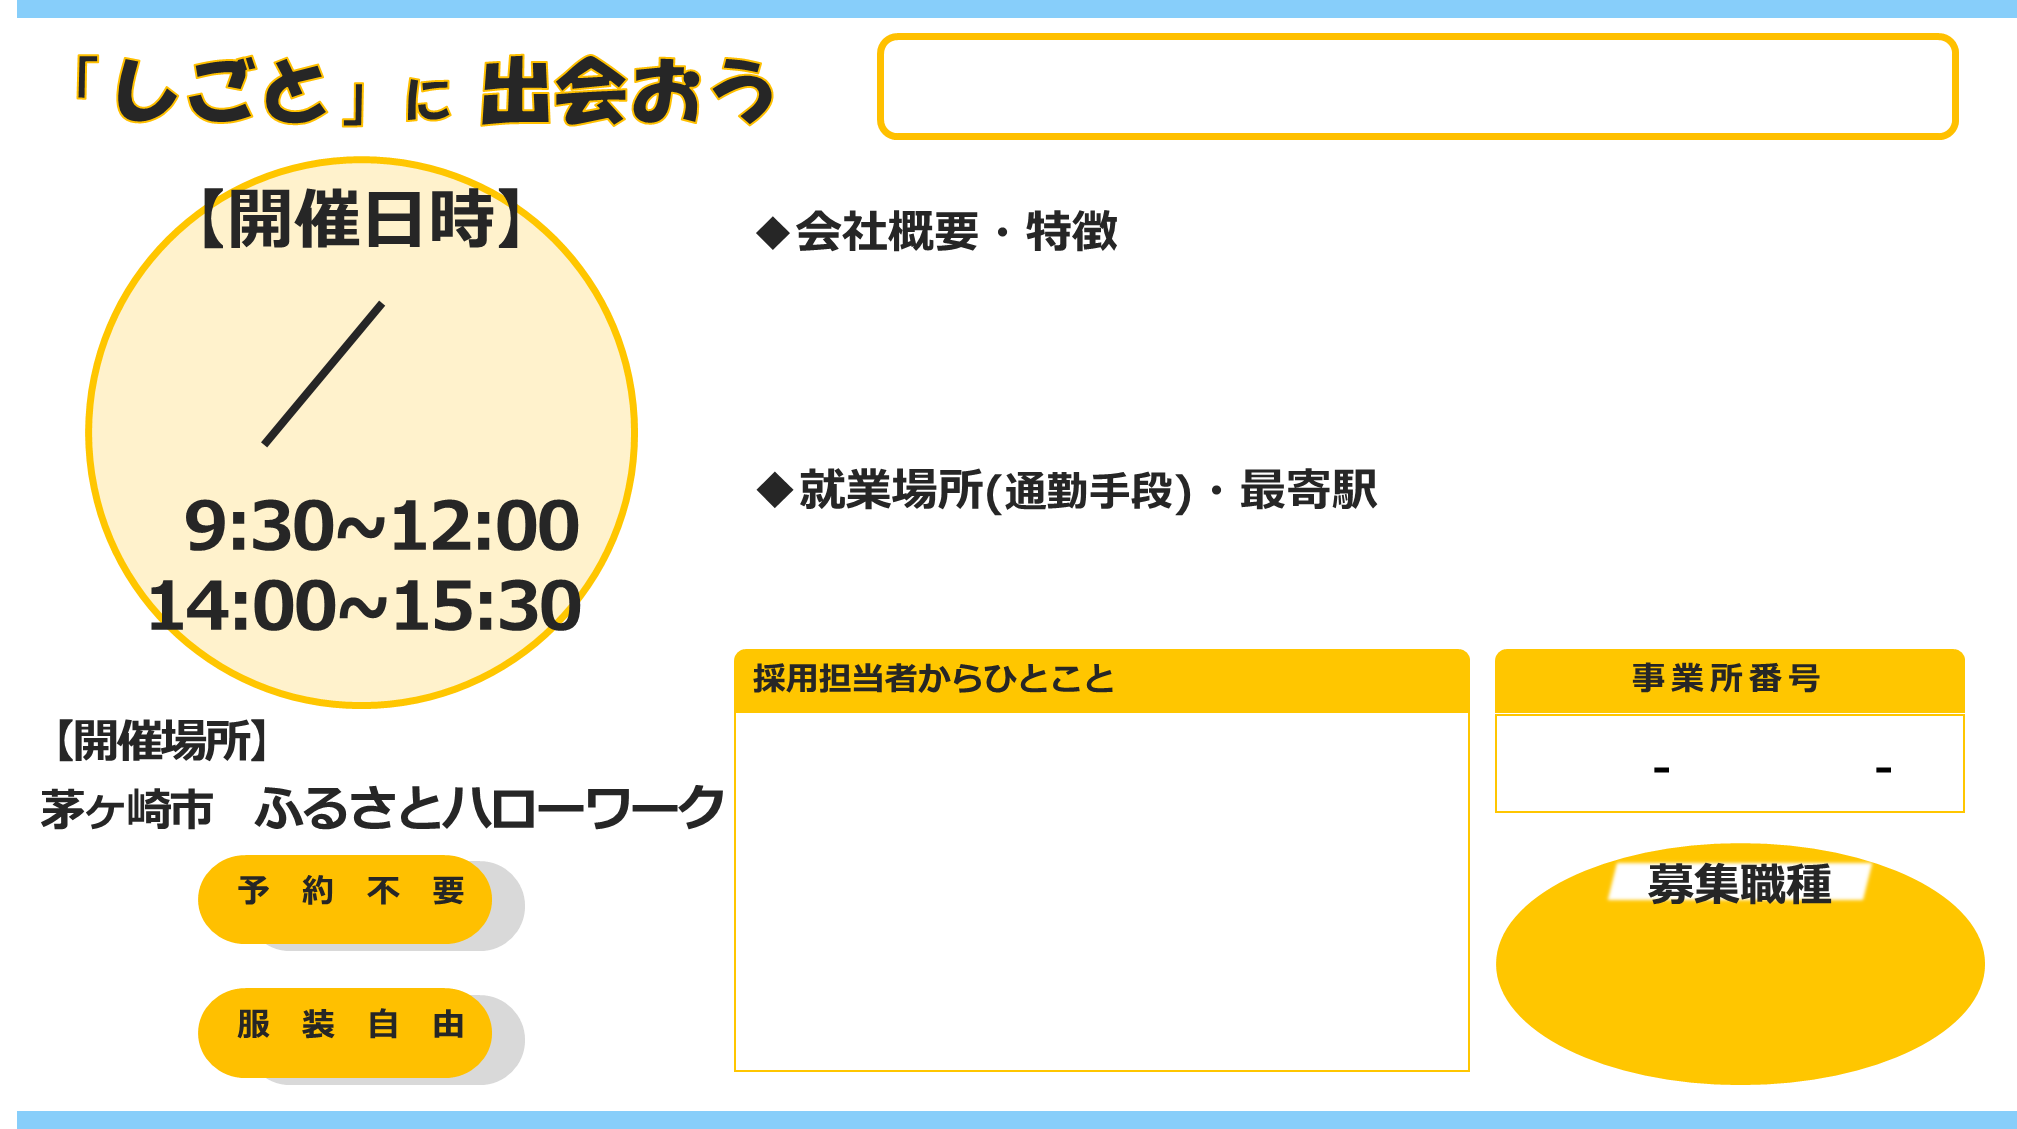 「しごと」に 出会おう
【開催日時】
／
9:30~12:00
14:00~15:30
【開催場所】
茅ヶ崎市　ふるさとハローワーク
予　約　不　要
服　装　自　由
◆会社概要・特徴
◆就業場所(通勤手段)・最寄駅
採用担当者からひとこと
事業所番号
- -
募集職種